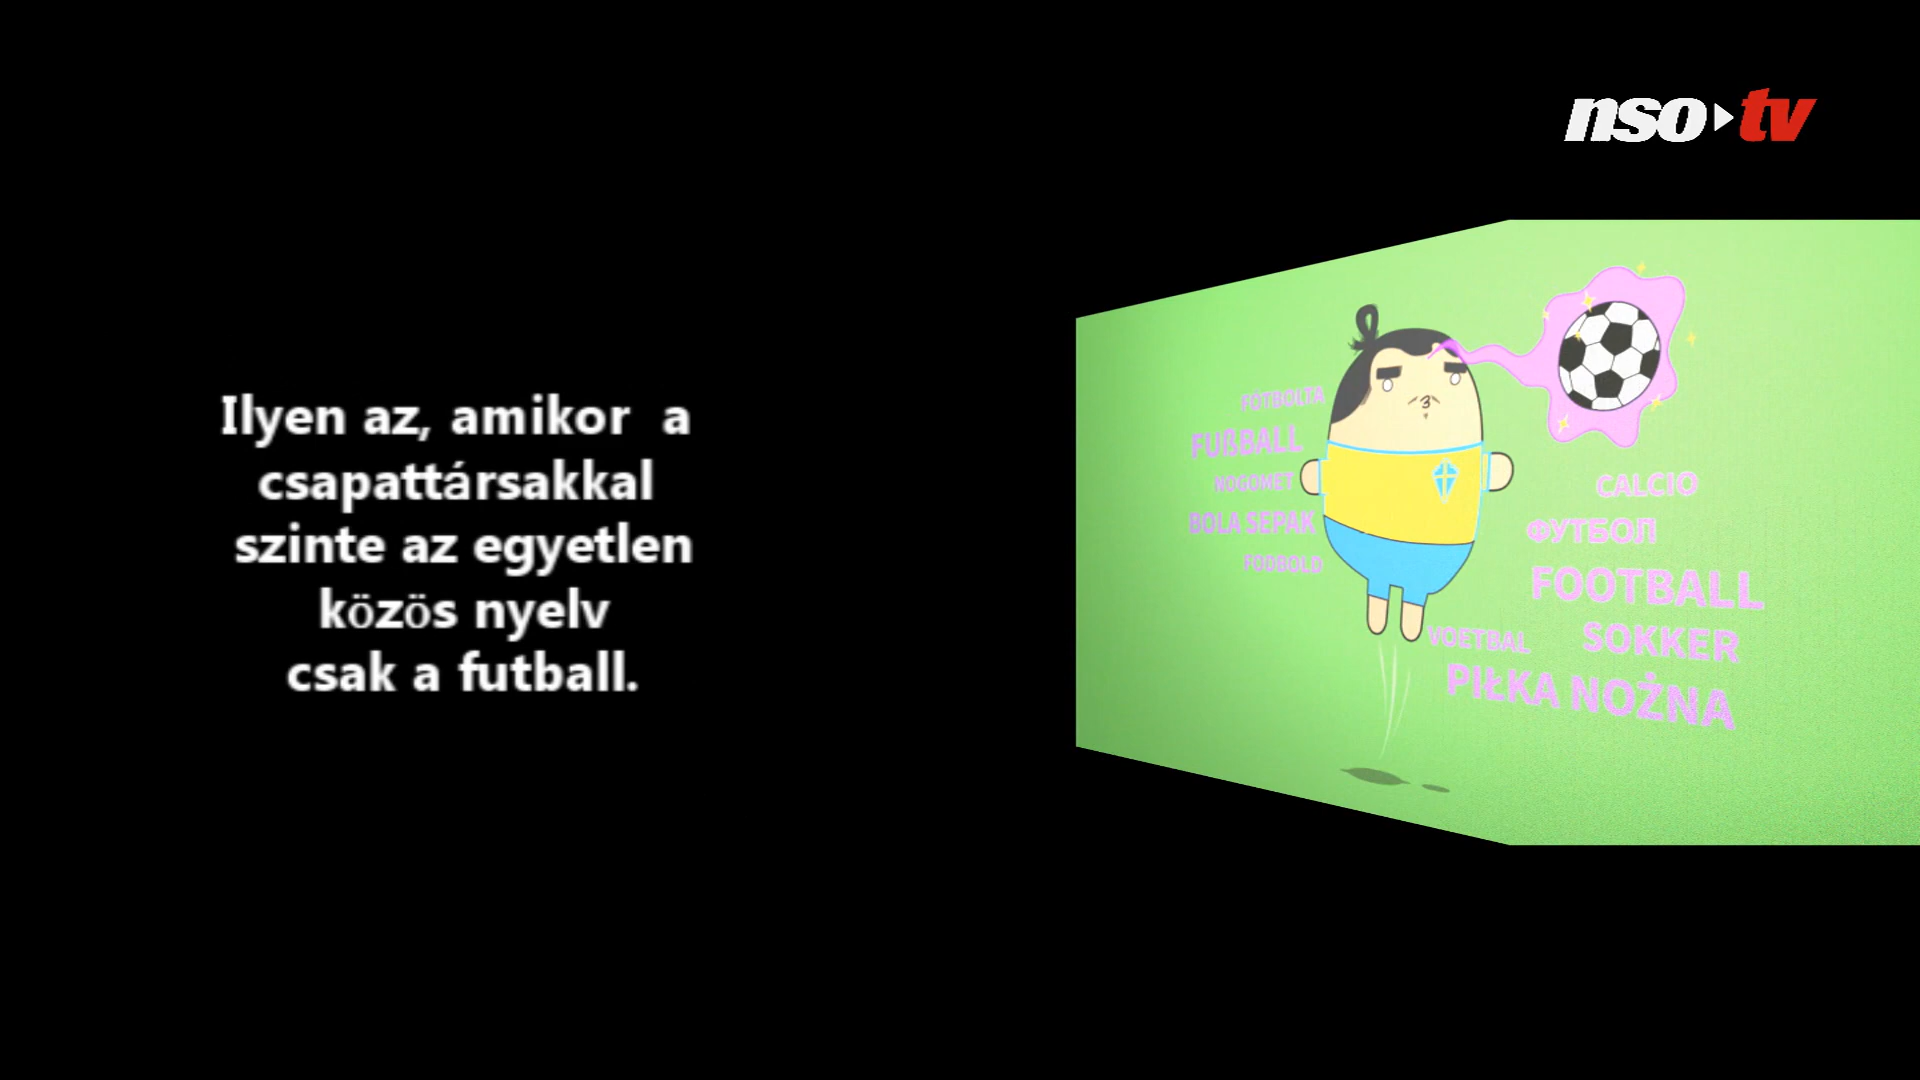 nso tv
Ilyen az, amikor a
csapattársakkal
szinte az egyetlen
közös nyelv
csak a futball.
FÓTBOLTA
FUßBALL
NOGOMET
BOLA SEPAK
FODBOLD
CALCIO
ФУТБОЛ
FOOTBALL
VOETBAL SOKKER
PIŁKA NOŻNA